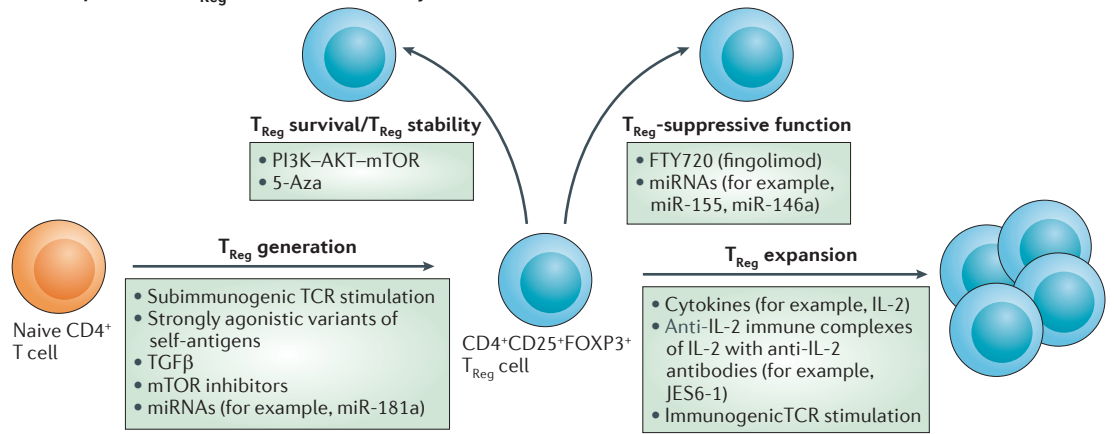 T_Reg survival/T_Reg stability
• PI3K–AKT–mTOR
• 5-Aza
T_Reg-suppressive function
• FTY720 (fingolimod)
• miRNAs (for example,
miR-155, miR-146a)
Naive CD4⁺
T cell
T_Reg generation
• Subimmunogenic TCR stimulation
• Strongly agonistic variants of
self-antigens
• TGFβ
• mTOR inhibitors
• miRNAs (for example, miR-181a)
CD4⁺CD25⁺FOXP3⁺
T_Reg cell
T_Reg expansion
• Cytokines (for example, IL-2)
• Anti-IL-2 immune complexes
of IL-2 with anti-IL-2
antibodies (for example,
JES6-1)
• ImmunogenicTCR stimulation